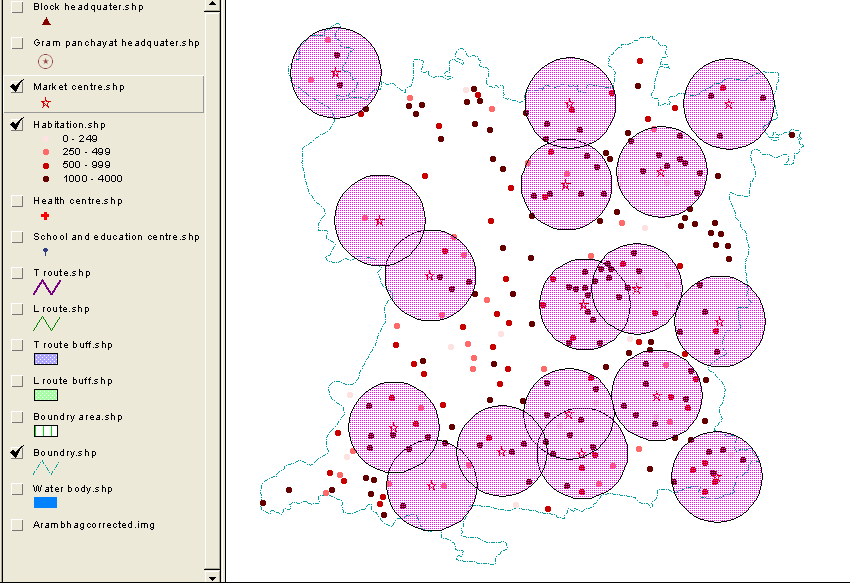 Block headquater.shp
Gram panchayat headquater.shp
Market centre.shp
Habitation.shp
0 - 249
250 - 499
500 - 999
1000 - 4000
Health centre.shp
School and education centre.shp
T route.shp
L route.shp
T route buff.shp
L route buff.shp
Boundry area.shp
Boundry.shp
Water body.shp
Arambhagcorrected.img